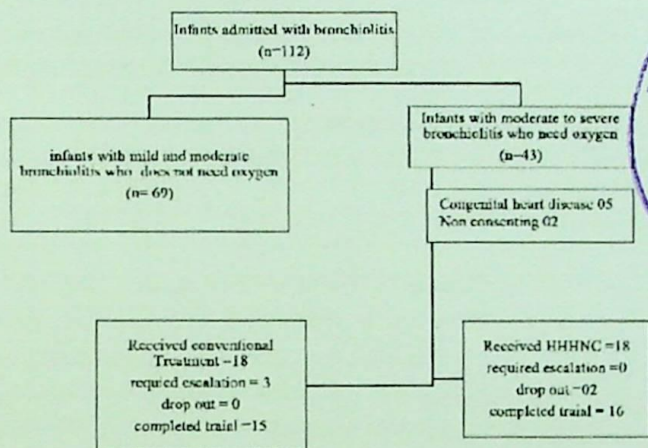 Infants admitted with bronchiolitis
(n=112)
infants with mild and moderate
bronchiolitis who does not need oxygen
(n= 69)
Infants with moderate to severe
bronchiolitis who need oxygen
(n=43)
Congenital heart disease 05
Non consenting 02
Received conventional
Treatment =18
required escalation = 3
drop out = 0
completed traial =15
Received HHHNC =18
required escalation =0
drop out =02
completed traial = 16